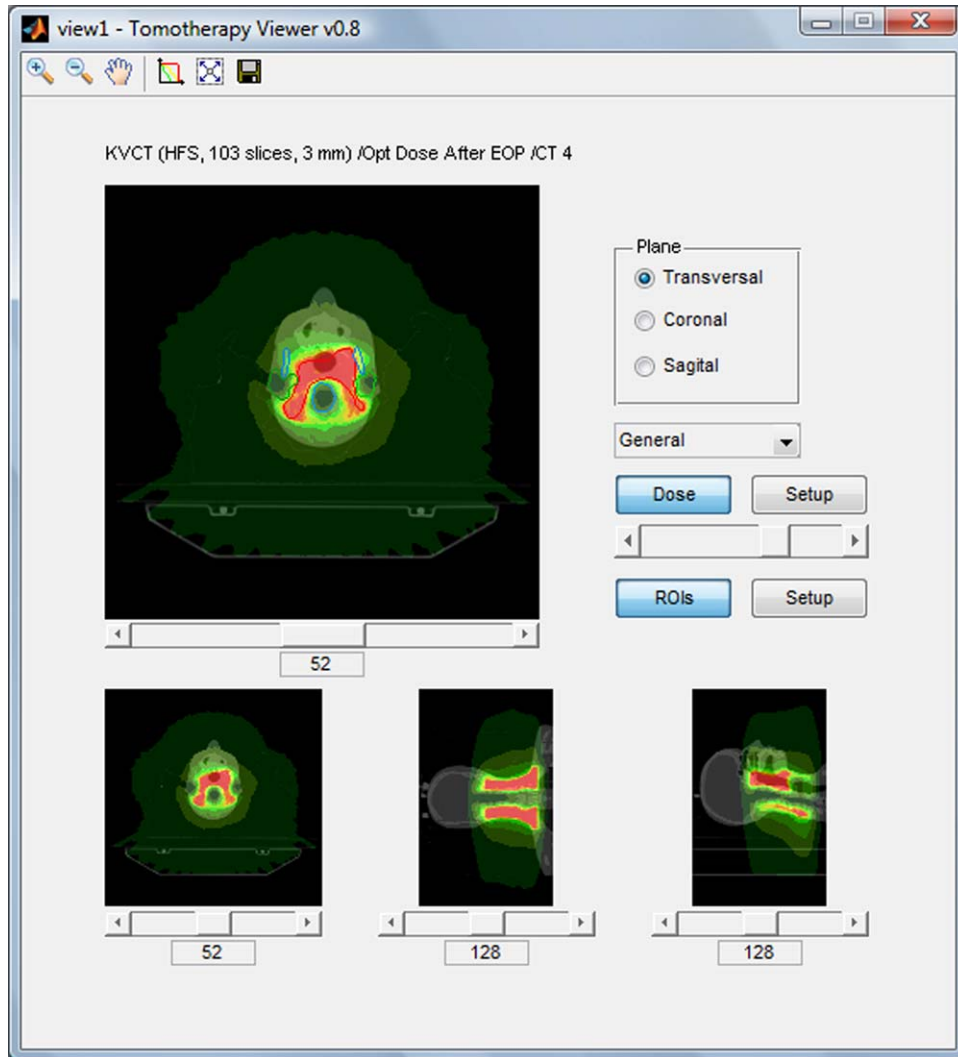 view1 - Tomotherapy Viewer v0.8
KVCT (HFS, 103 slices, 3 mm) /Opt Dose After EOP /CT 4
Plane
Transversal
Coronal
Sagital
General
Dose Setup
ROIs Setup
52
52 128 128